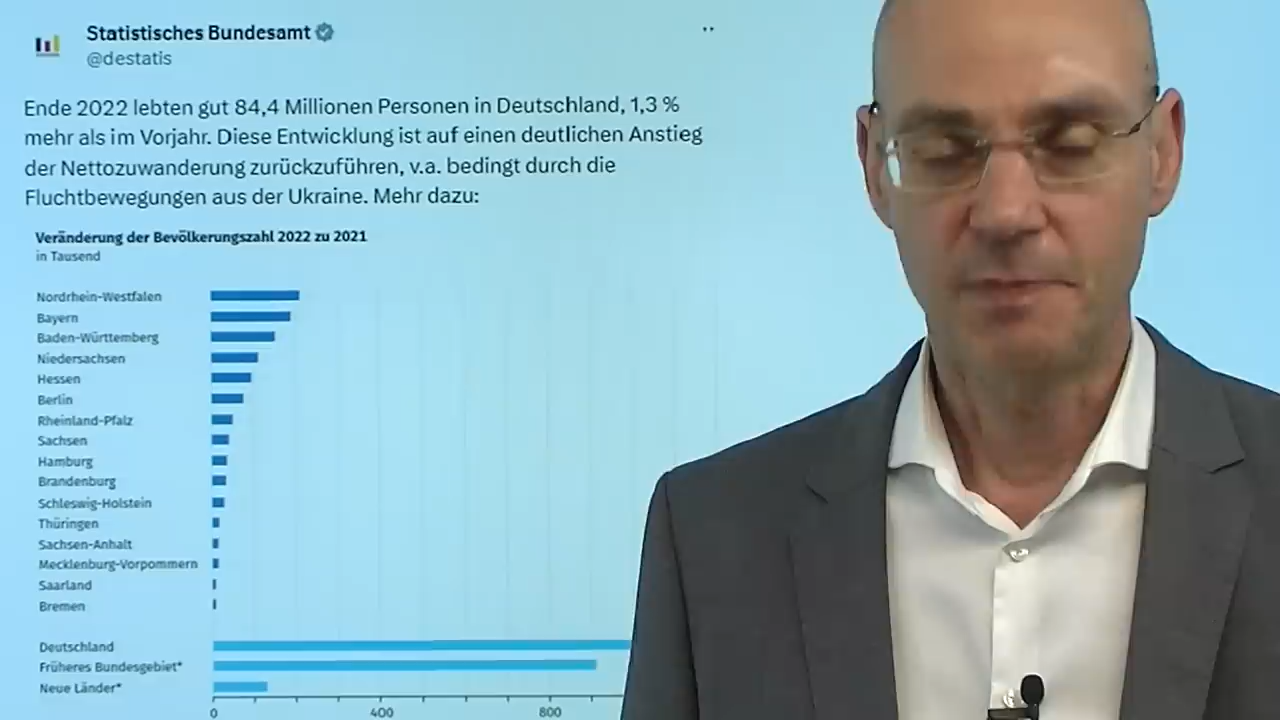 Statistisches Bundesamt
@destatis
Ende 2022 lebten gut 84,4 Millionen Personen in Deutschland, 1,3 %
mehr als im Vorjahr. Diese Entwicklung ist auf einen deutlichen Anstieg
der Nettozuwanderung zurückzuführen, v.a. bedingt durch die
Fluchtbewegungen aus der Ukraine. Mehr dazu:
Veränderung der Bevölkerungszahl 2022 zu 2021
in Tausend
Nordrhein-Westfalen
Bayern
Baden-Württemberg
Niedersachsen
Hessen
Berlin
Rheinland-Pfalz
Sachsen
Hamburg
Brandenburg
Schleswig-Holstein
Thüringen
Sachsen-Anhalt
Mecklenburg-Vorpommern
Saarland
Bremen
Deutschland
Früheres Bundesgebiet*
Neue Länder*
0 400 800